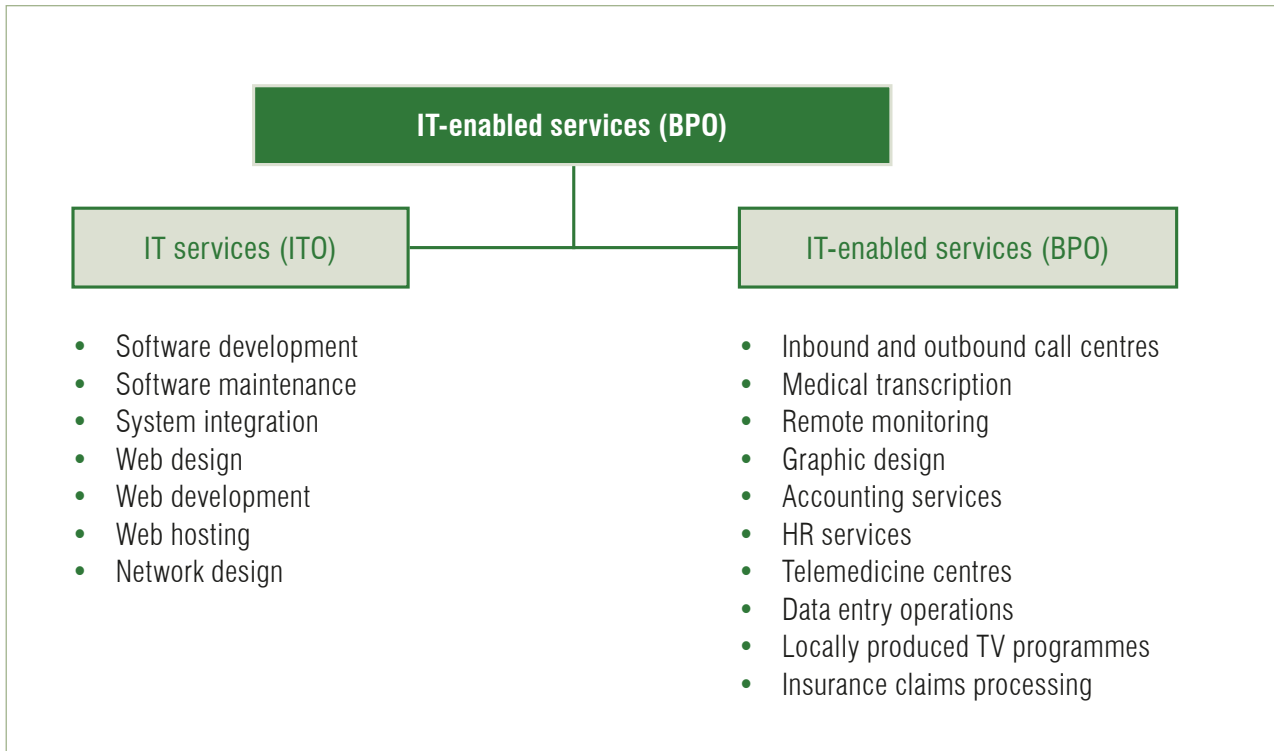 IT-enabled services (BPO)
IT services (ITO)
• Software development
• Software maintenance
• System integration
• Web design
• Web development
• Web hosting
• Network design
IT-enabled services (BPO)
• Inbound and outbound call centres
• Medical transcription
• Remote monitoring
• Graphic design
• Accounting services
• HR services
• Telemedicine centres
• Data entry operations
• Locally produced TV programmes
• Insurance claims processing